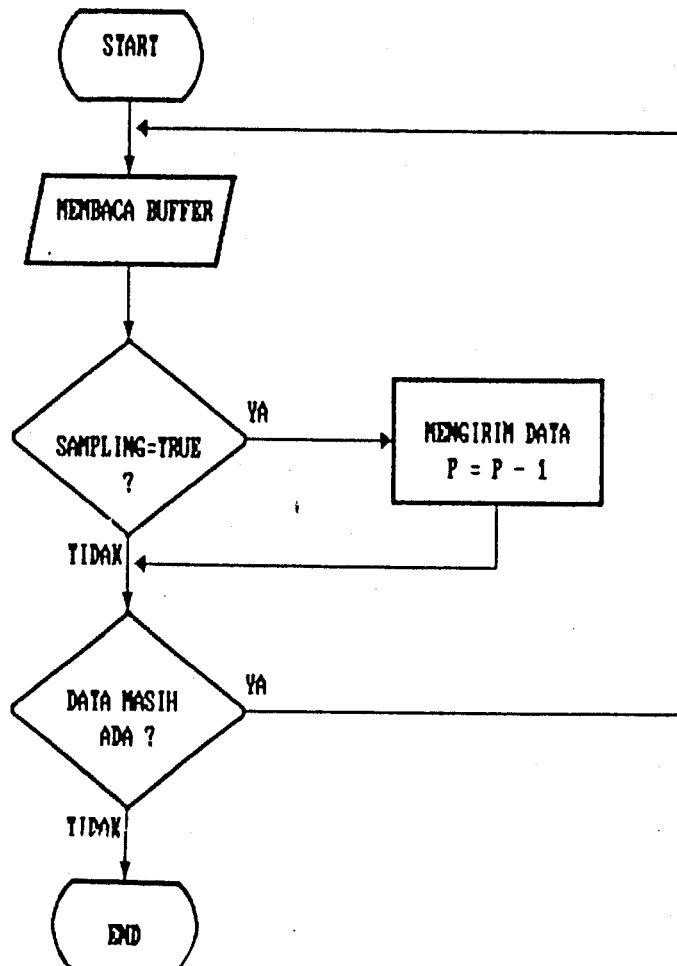 START
MEMBACA BUFFER
SAMPLING=TRUE
?
YA
MENGIRIM DATA
P = P - 1
TIDAK
DATA MASIH
ADA ?
YA
TIDAK
END